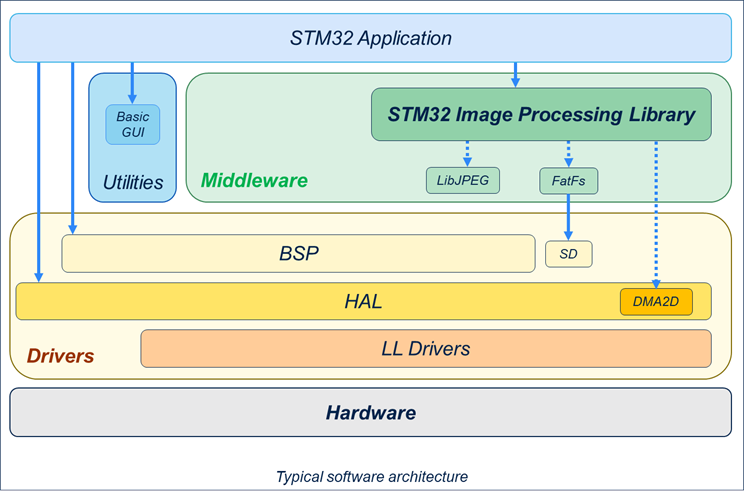 STM32 Application
Basic
GUI
Utilities
STM32 Image Processing Library
Middleware
LibJPEG
FatFs
BSP
SD
HAL
DMA2D
Drivers
LL Drivers
Hardware
Typical software architecture